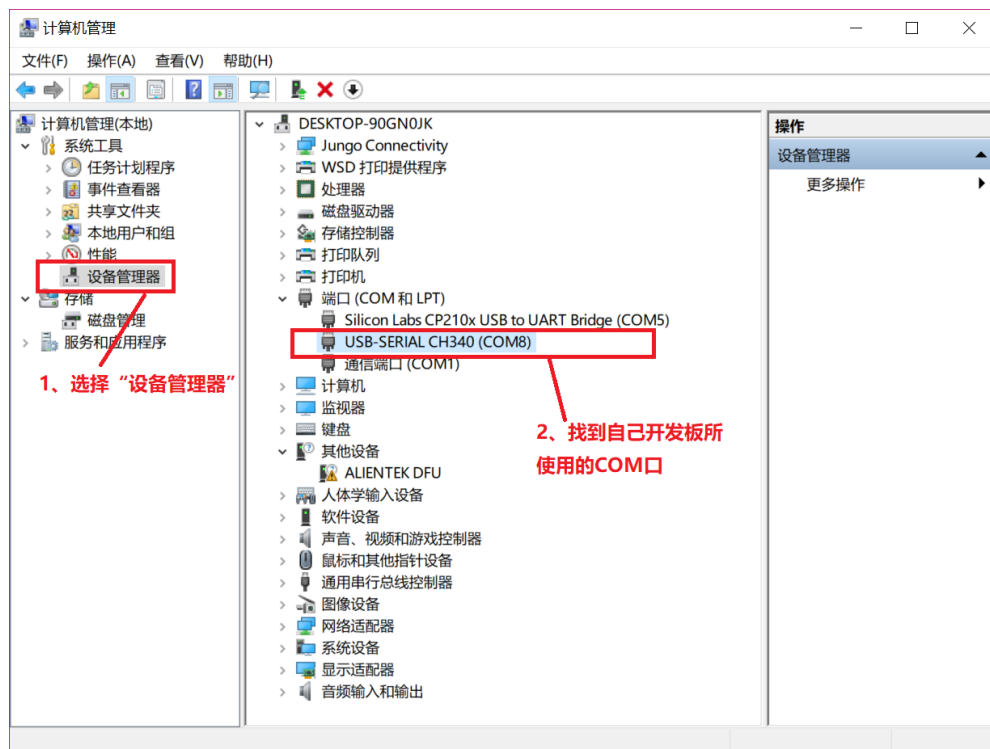 计算机管理
文件(F) 操作(A) 查看(V) 帮助(H)
计算机管理(本地)
系统工具
任务计划程序
事件查看器
共享文件夹
本地用户和组
性能
设备管理器
存储
磁盘管理
服务和应用程序
1、选择“设备管理器”
DESKTOP-90GN0JK
Jungo Connectivity
WSD 打印提供程序
处理器
磁盘驱动器
存储控制器
打印队列
打印机
端口 (COM 和 LPT)
Silicon Labs CP210x USB to UART Bridge (COM5)
USB-SERIAL CH340 (COM8)
通信端口 (COM1)
计算机
监视器
键盘
其他设备
ALIENTEK DFU
人体学输入设备
软件设备
声音、视频和游戏控制器
鼠标和其他指针设备
通用串行总线控制器
图像设备
网络适配器
系统设备
显示适配器
音频输入和输出
2、找到自己开发板所
使用的COM口
操作
设备管理器
更多操作